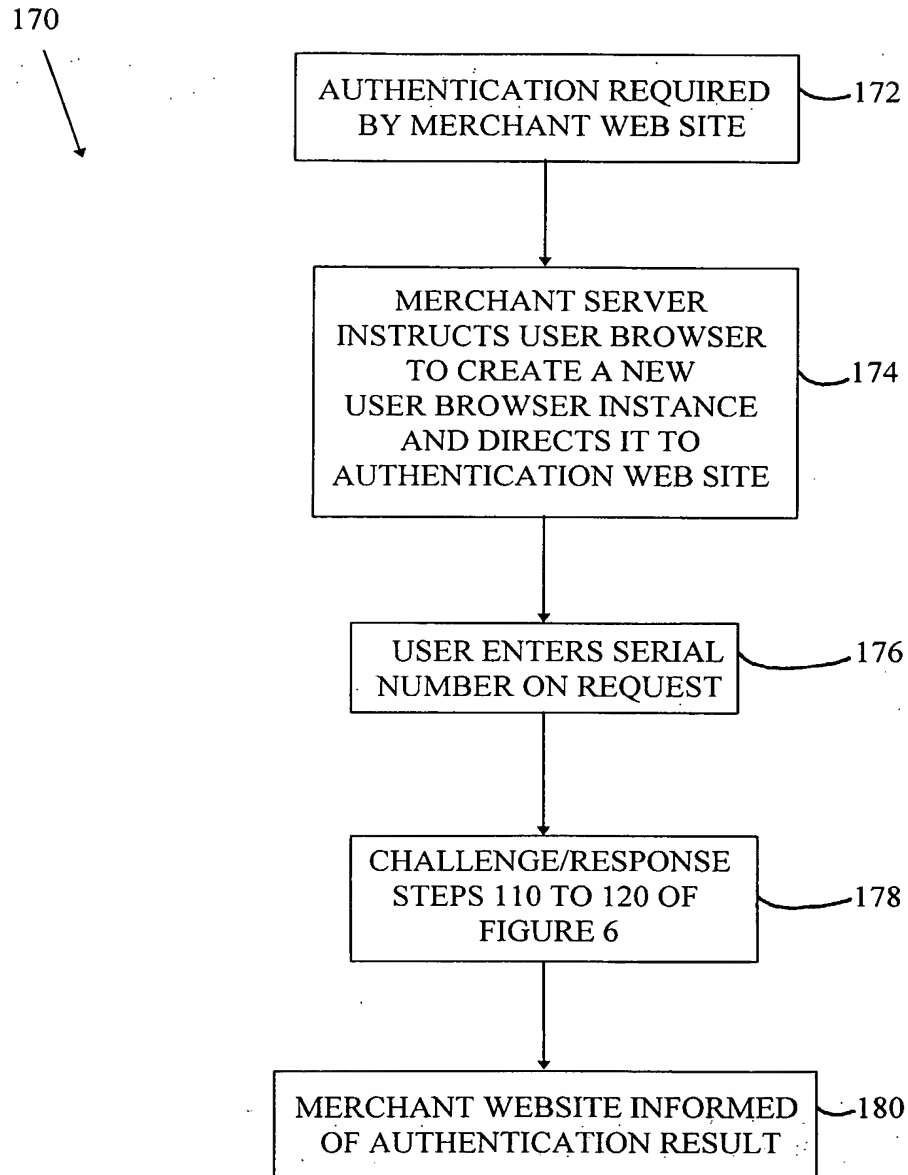 170
AUTHENTICATION REQUIRED
BY MERCHANT WEB SITE
172
MERCHANT SERVER
INSTRUCTS USER BROWSER
TO CREATE A NEW
USER BROWSER INSTANCE
AND DIRECTS IT TO
AUTHENTICATION WEB SITE
174
USER ENTERS SERIAL
NUMBER ON REQUEST
176
CHALLENGE/RESPONSE
STEPS 110 TO 120 OF
FIGURE 6
178
MERCHANT WEBSITE INFORMED
OF AUTHENTICATION RESULT
180